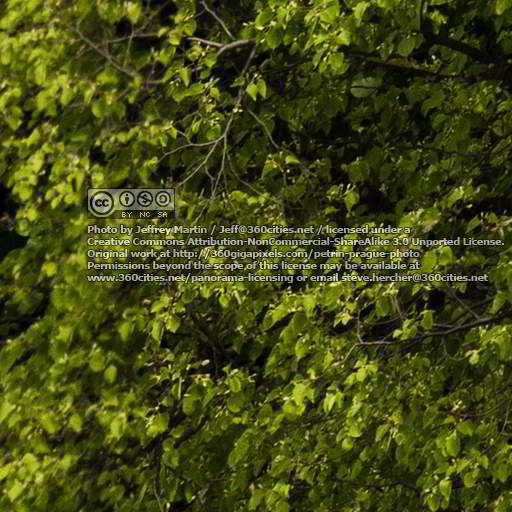 cc
BY NC SA
Photo by Jeffrey Martin / Jeff@360cities.net / licensed under a
Creative Commons Attribution-NonCommercial-ShareAlike 3.0 Unported License.
Original work at http://360gigapixels.com/petrin-prague-photo
Permissions beyond the scope of this license may be available at
www.360cities.net/panorama-licensing or email steve.hercher@360cities.net